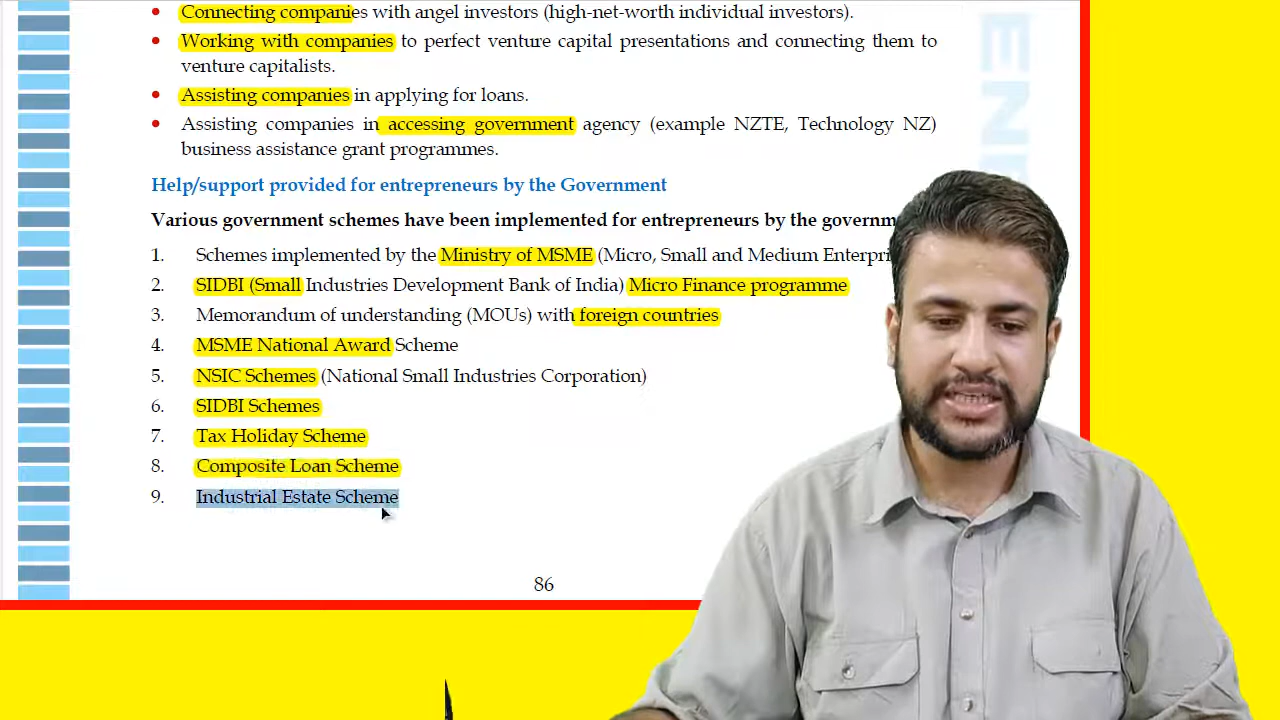 • Connecting companies with angel investors (high-net-worth individual investors).
• Working with companies to perfect venture capital presentations and connecting them to
venture capitalists.
• Assisting companies in applying for loans.
• Assisting companies in accessing government agency (example NZTE, Technology NZ)
business assistance grant programmes.
Help/support provided for entrepreneurs by the Government
Various government schemes have been implemented for entrepreneurs by the governm
1. Schemes implemented by the Ministry of MSME (Micro, Small and Medium Enterpri
2. SIDBI (Small Industries Development Bank of India) Micro Finance programme
3. Memorandum of understanding (MOUs) with foreign countries
4. MSME National Award Scheme
5. NSIC Schemes (National Small Industries Corporation)
6. SIDBI Schemes
7. Tax Holiday Scheme
8. Composite Loan Scheme
9. Industrial Estate Scheme
86
EN